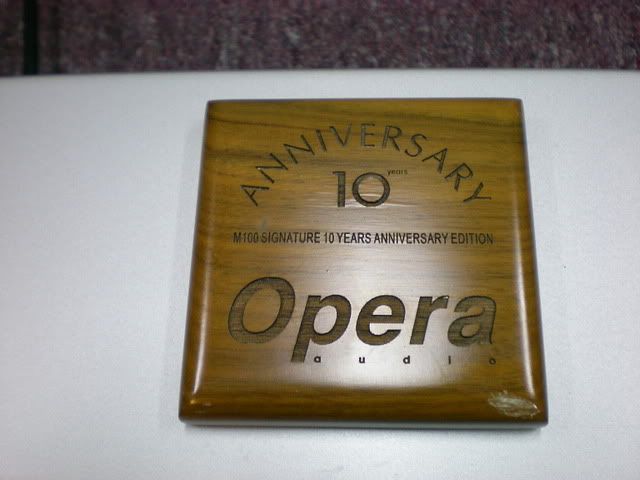 ANNIVERSARY
10 years
M100 SIGNATURE 10 YEARS ANNIVERSARY EDITION
Opera
audio